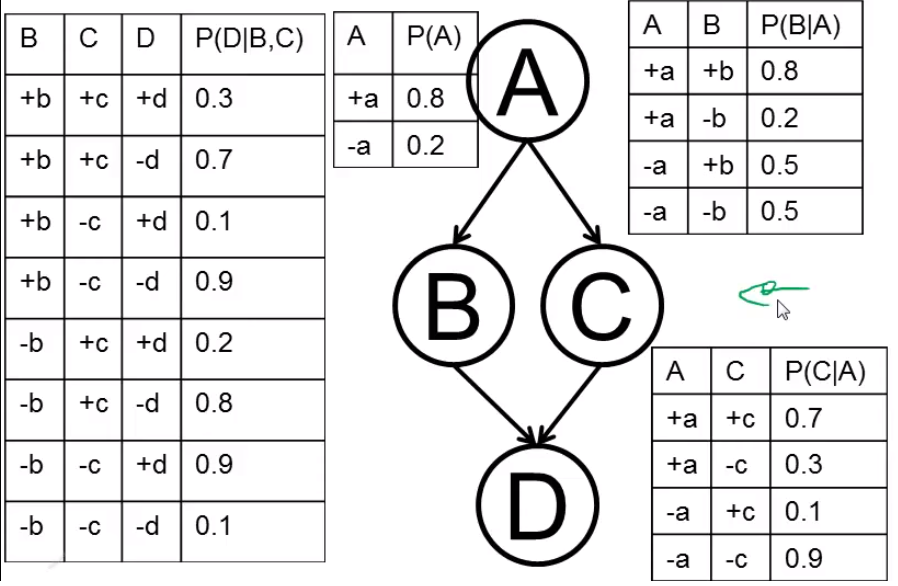 B C D P(D|B,C)
+b +c +d 0.3
+b +c -d 0.7
+b -c +d 0.1
+b -c -d 0.9
-b +c +d 0.2
-b +c -d 0.8
-b -c +d 0.9
-b -c -d 0.1
A P(A)
+a 0.8
-a 0.2
A
B
C
D
A B P(B|A)
+a +b 0.8
+a -b 0.2
-a +b 0.5
-a -b 0.5
A C P(C|A)
+a +c 0.7
+a -c 0.3
-a +c 0.1
-a -c 0.9